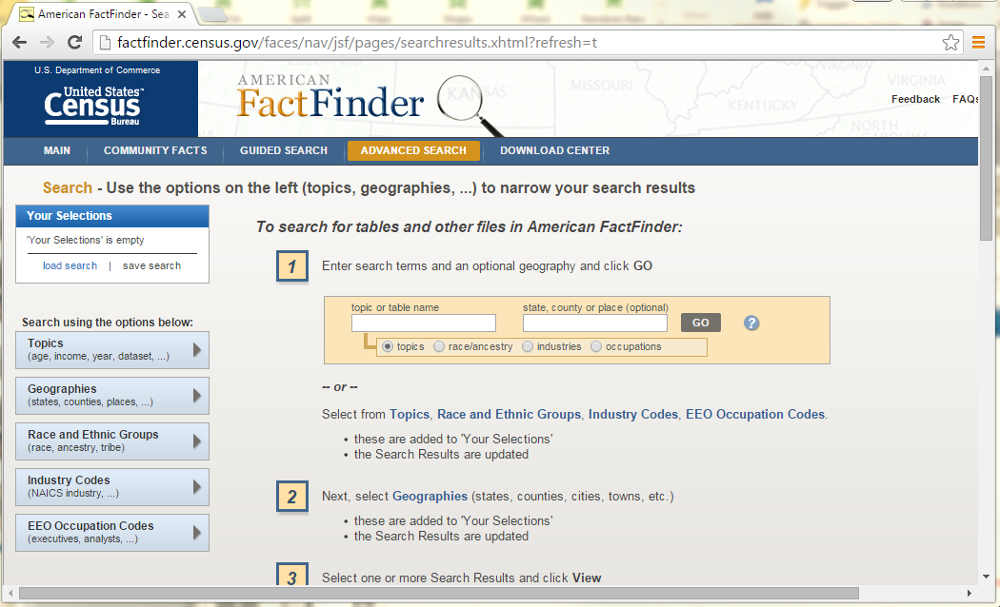 American FactFinder - Sea
factfinder.census.gov/faces/nav/jsf/pages/searchresults.xhtml?refresh=t
U.S. Department of Commerce
United States™
Census
Bureau
AMERICAN
FactFinder
COLORADO
KANSAS
MISSOURI
KENTUCKY
VIRGINIA
VIRGINIA
NORTH
CAROLINA
Feedback FAQs
MAIN COMMUNITY FACTS GUIDED SEARCH ADVANCED SEARCH DOWNLOAD CENTER
Search - Use the options on the left (topics, geographies, ...) to narrow your search results
Your Selections
'Your Selections' is empty
load search | save search
Search using the options below:
Topics
(age, income, year, dataset, ...)
Geographies
(states, counties, places, ...)
Race and Ethnic Groups
(race, ancestry, tribe)
Industry Codes
(NAICS industry, ...)
EEO Occupation Codes
(executives, analysts, ...)
To search for tables and other files in American FactFinder:
1 Enter search terms and an optional geography and click GO
topic or table name state, county or place (optional)
GO ?
topics race/ancestry industries occupations
-- or --
Select from Topics, Race and Ethnic Groups, Industry Codes, EEO Occupation Codes.
• these are added to 'Your Selections'
• the Search Results are updated
2 Next, select Geographies (states, counties, cities, towns, etc.)
• these are added to 'Your Selections'
• the Search Results are updated
3 Select one or more Search Results and click View